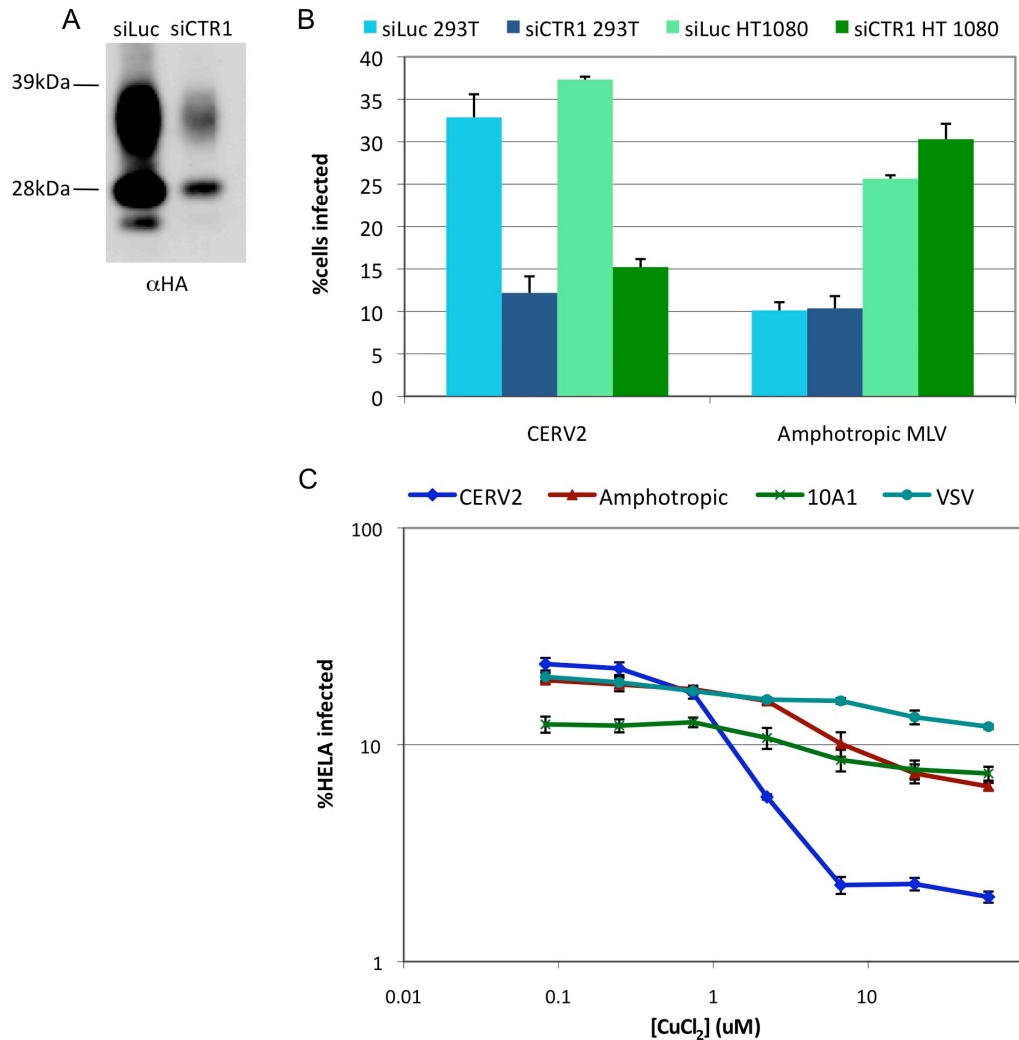 A
siLuc siCTR1
39kDa
28kDa
αHA
B
siLuc 293T siCTR1 293T siLuc HT1080 siCTR1 HT 1080
%cells infected
40
35
30
25
20
15
10
5
0
CERV2 Amphotropic MLV
C
CERV2 Amphotropic 10A1 VSV
%HELA infected
100
10
1
0.01 0.1 1 10
[CuCl₂] (uM)